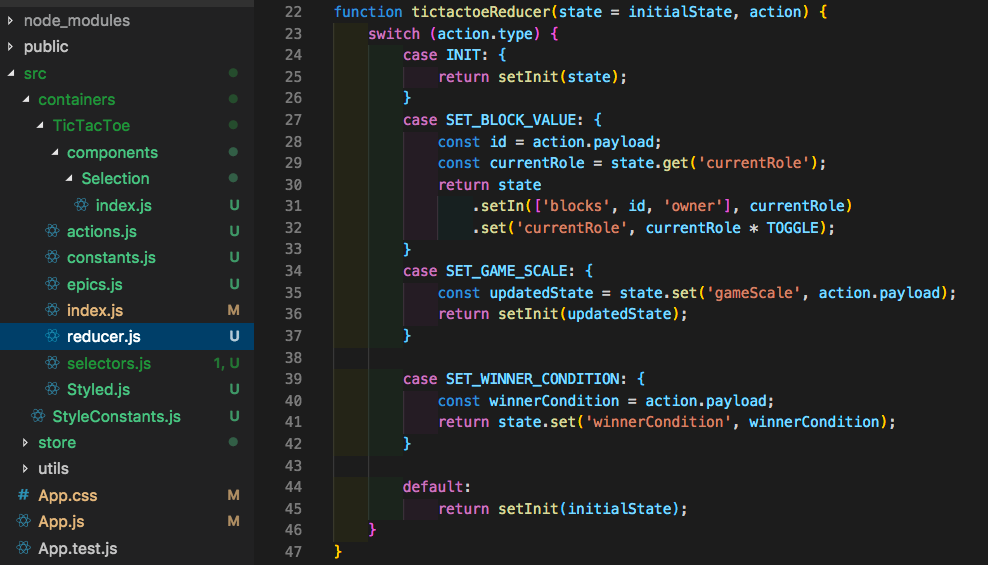 node_modules
public
src
containers
TicTacToe
components
Selection
index.js U
actions.js U
constants.js U
epics.js U
index.js M
reducer.js U
selectors.js 1, U
Styled.js U
StyleConstants.js U
store
utils
# App.css M
App.js M
App.test.js
22 function tictactoeReducer(state = initialState, action) {
23 switch (action.type) {
24 case INIT: {
25 return setInit(state);
26 }
27 case SET_BLOCK_VALUE: {
28 const id = action.payload;
29 const currentRole = state.get('currentRole');
30 return state
31 .setIn(['blocks', id, 'owner'], currentRole)
32 .set('currentRole', currentRole * TOGGLE);
33 }
34 case SET_GAME_SCALE: {
35 const updatedState = state.set('gameScale', action.payload);
36 return setInit(updatedState);
37 }
38
39 case SET_WINNER_CONDITION: {
40 const winnerCondition = action.payload;
41 return state.set('winnerCondition', winnerCondition);
42 }
43
44 default:
45 return setInit(initialState);
46 }
47 }